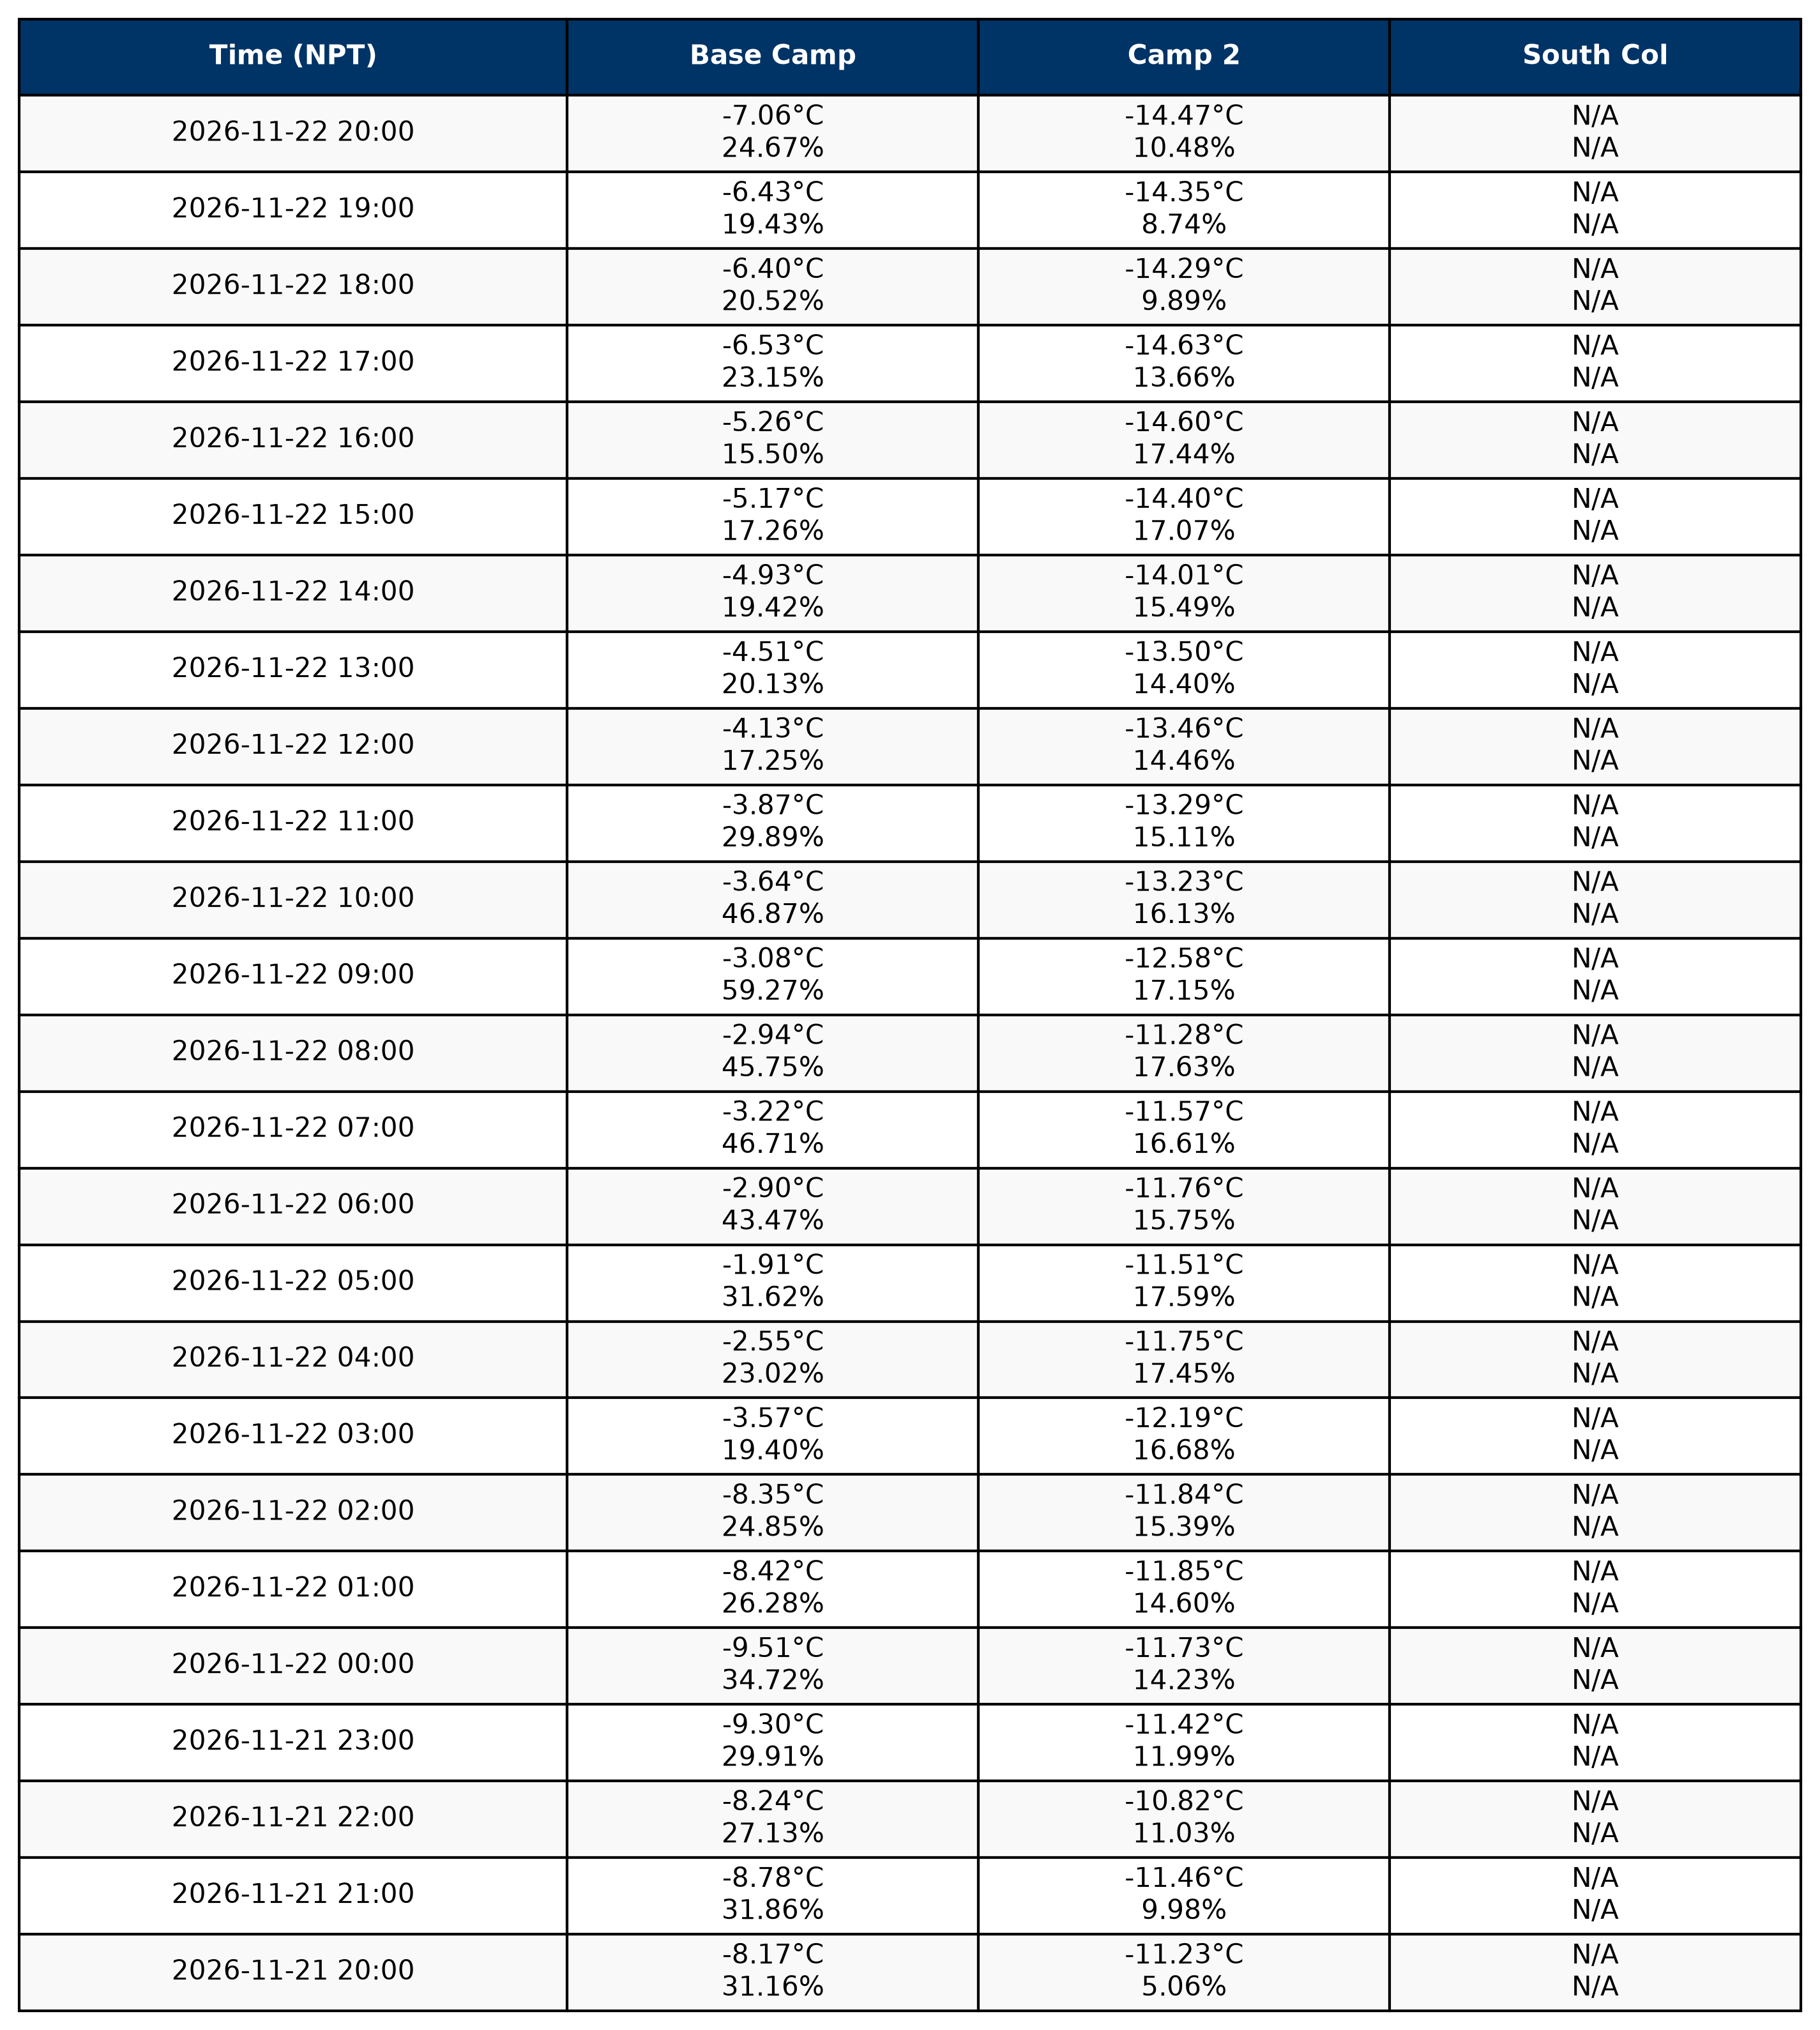 Time (NPT) Base Camp Camp 2 South Col
2026-11-22 20:00 -7.06°C 24.67% -14.47°C 10.48% N/A N/A
2026-11-22 19:00 -6.43°C 19.43% -14.35°C 8.74% N/A N/A
2026-11-22 18:00 -6.40°C 20.52% -14.29°C 9.89% N/A N/A
2026-11-22 17:00 -6.53°C 23.15% -14.63°C 13.66% N/A N/A
2026-11-22 16:00 -5.26°C 15.50% -14.60°C 17.44% N/A N/A
2026-11-22 15:00 -5.17°C 17.26% -14.40°C 17.07% N/A N/A
2026-11-22 14:00 -4.93°C 19.42% -14.01°C 15.49% N/A N/A
2026-11-22 13:00 -4.51°C 20.13% -13.50°C 14.40% N/A N/A
2026-11-22 12:00 -4.13°C 17.25% -13.46°C 14.46% N/A N/A
2026-11-22 11:00 -3.87°C 29.89% -13.29°C 15.11% N/A N/A
2026-11-22 10:00 -3.64°C 46.87% -13.23°C 16.13% N/A N/A
2026-11-22 09:00 -3.08°C 59.27% -12.58°C 17.15% N/A N/A
2026-11-22 08:00 -2.94°C 45.75% -11.28°C 17.63% N/A N/A
2026-11-22 07:00 -3.22°C 46.71% -11.57°C 16.61% N/A N/A
2026-11-22 06:00 -2.90°C 43.47% -11.76°C 15.75% N/A N/A
2026-11-22 05:00 -1.91°C 31.62% -11.51°C 17.59% N/A N/A
2026-11-22 04:00 -2.55°C 23.02% -11.75°C 17.45% N/A N/A
2026-11-22 03:00 -3.57°C 19.40% -12.19°C 16.68% N/A N/A
2026-11-22 02:00 -8.35°C 24.85% -11.84°C 15.39% N/A N/A
2026-11-22 01:00 -8.42°C 26.28% -11.85°C 14.60% N/A N/A
2026-11-22 00:00 -9.51°C 34.72% -11.73°C 14.23% N/A N/A
2026-11-21 23:00 -9.30°C 29.91% -11.42°C 11.99% N/A N/A
2026-11-21 22:00 -8.24°C 27.13% -10.82°C 11.03% N/A N/A
2026-11-21 21:00 -8.78°C 31.86% -11.46°C 9.98% N/A N/A
2026-11-21 20:00 -8.17°C 31.16% -11.23°C 5.06% N/A N/A